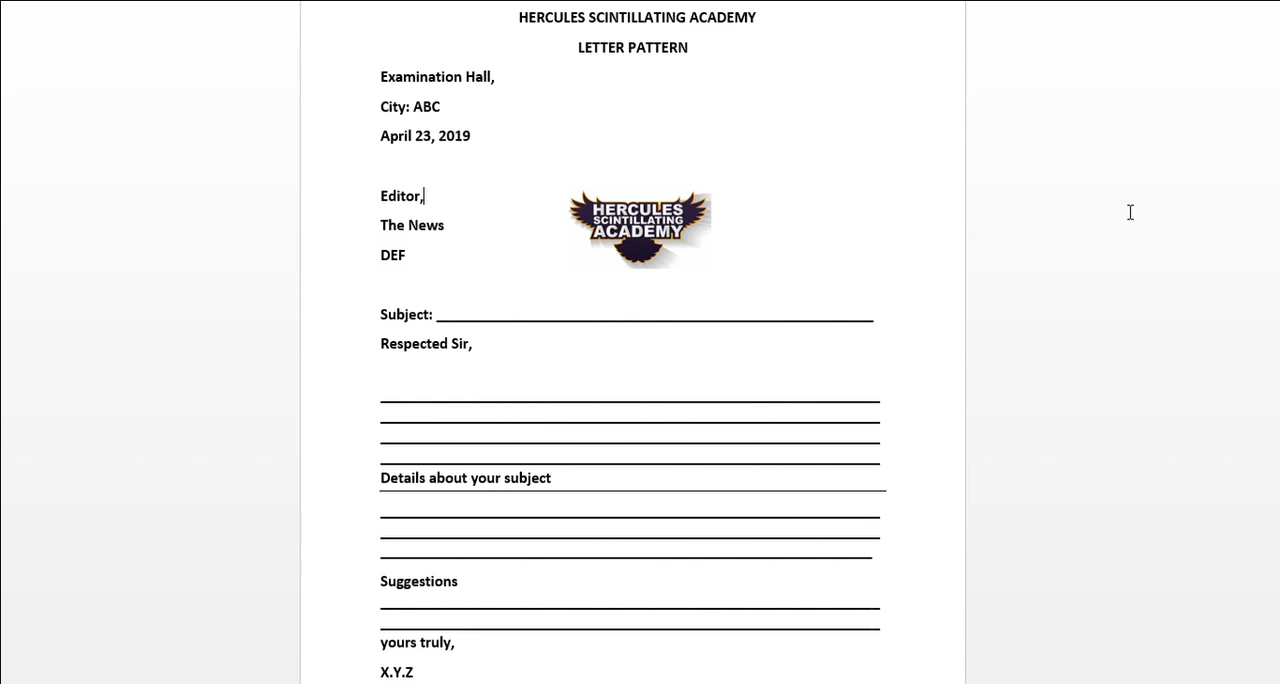 HERCULES SCINTILLATING ACADEMY
LETTER PATTERN
Examination Hall,
City: ABC
April 23, 2019
Editor,
The News
DEF
HERCULES
SCINTILLATING
ACADEMY
Subject:
Respected Sir,
Details about your subject
Suggestions
yours truly,
X.Y.Z